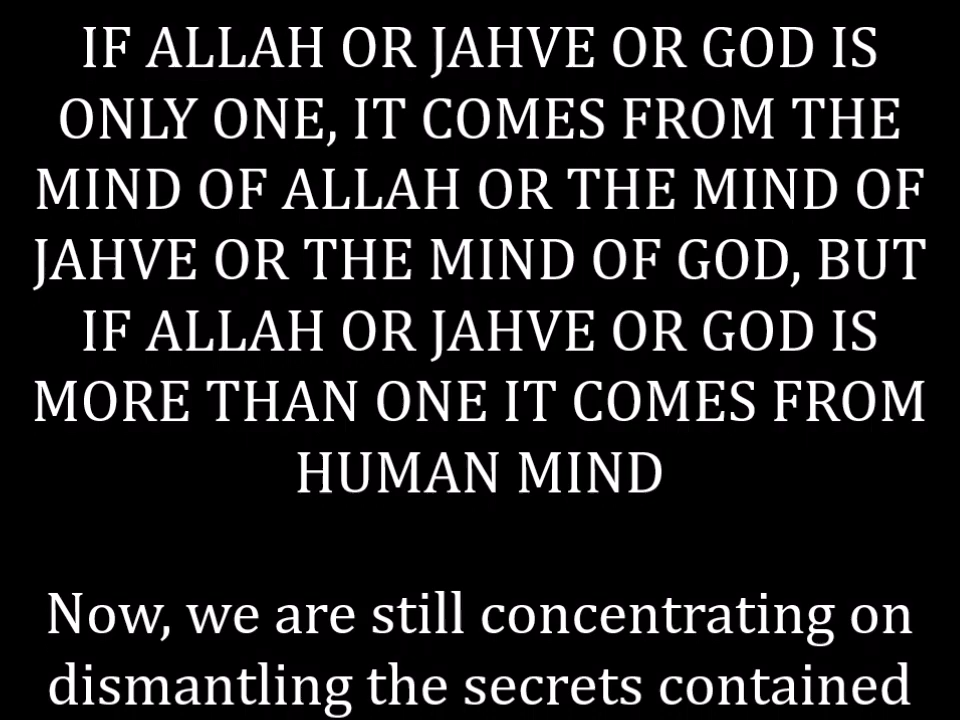 IF ALLAH OR JAHVE OR GOD IS
ONLY ONE, IT COMES FROM THE
MIND OF ALLAH OR THE MIND OF
JAHVE OR THE MIND OF GOD, BUT
IF ALLAH OR JAHVE OR GOD IS
MORE THAN ONE IT COMES FROM
HUMAN MIND
Now, we are still concentrating on
dismantling the secrets contained